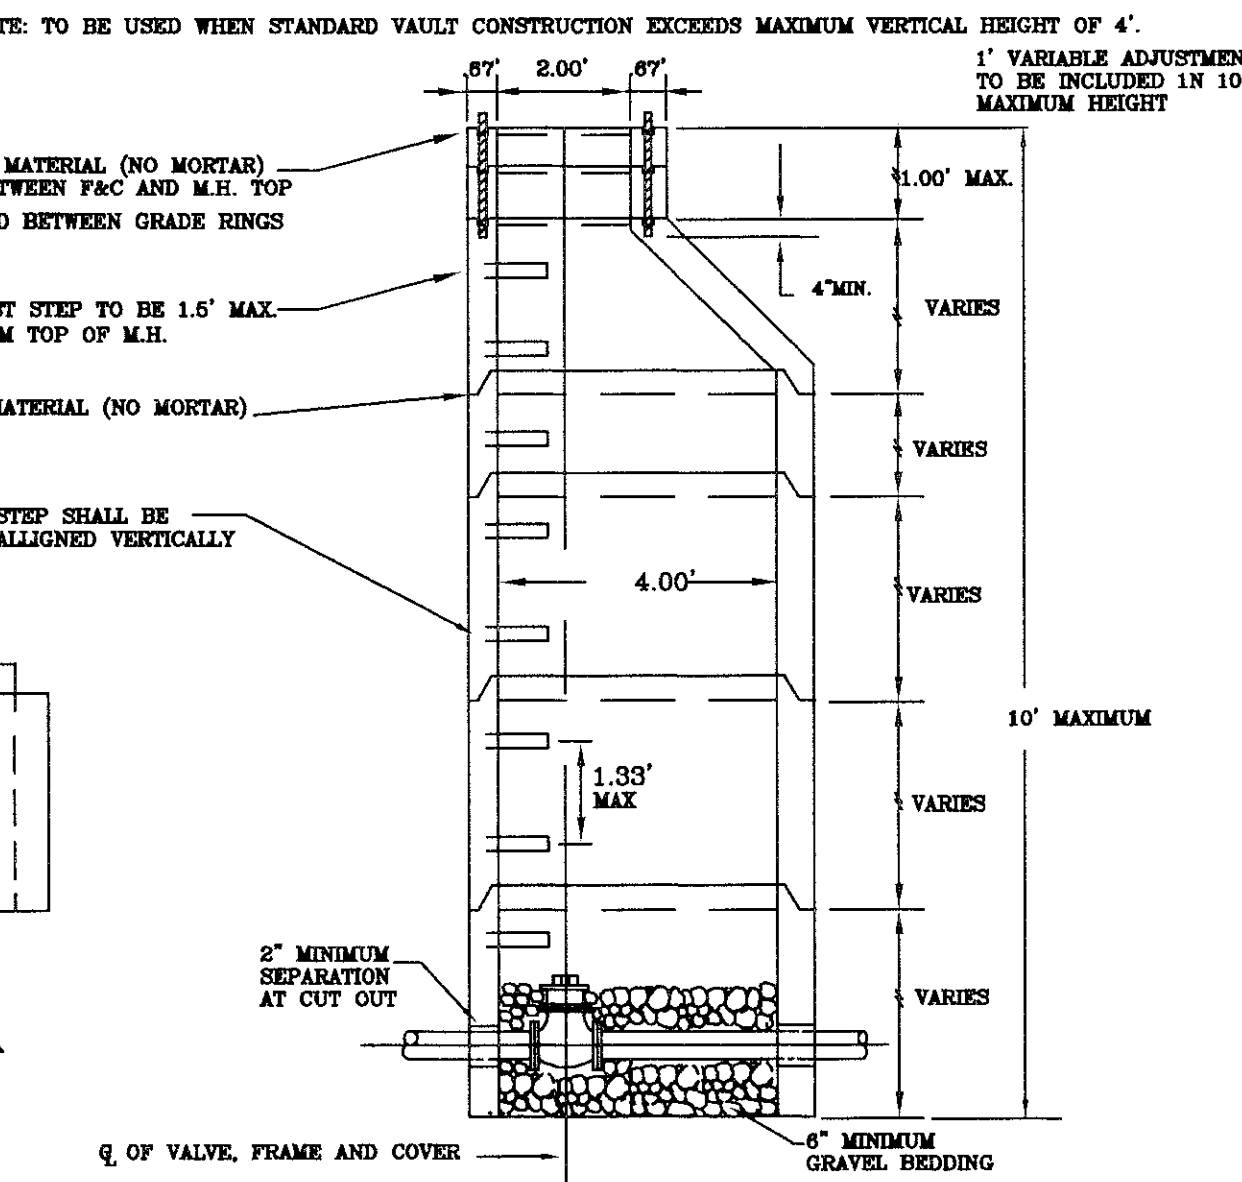 TE: TO BE USED WHEN STANDARD VAULT CONSTRUCTION EXCEEDS MAXIMUM VERTICAL HEIGHT OF 4'.
1' VARIABLE ADJUSTMEN
TO BE INCLUDED 1N 10
MAXIMUM HEIGHT
.67' 2.00' .67'
MATERIAL (NO MORTAR)
TWEEN F&C AND M.H. TOP
D BETWEEN GRADE RINGS
1.00' MAX.
4"MIN.
ST STEP TO BE 1.5' MAX.
M TOP OF M.H.
VARIES
MATERIAL (NO MORTAR)
VARIES
STEP SHALL BE
ALLIGNED VERTICALLY
4.00'
VARIES
10' MAXIMUM
1.33'
MAX
VARIES
2" MINIMUM
SEPARATION
AT CUT OUT
VARIES
6" MINIMUM
GRAVEL BEDDING
℄ OF VALVE, FRAME AND COVER